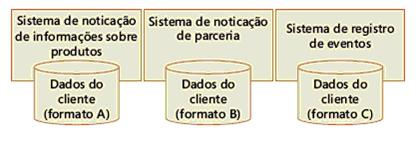 Sistema de noticação
de informações sobre
produtos
Dados do
cliente
(formato A)
Sistema de noticação
de parceria
Dados do
cliente
(formato B)
Sistema de registro
de eventos
Dados do
cliente
(formato C)